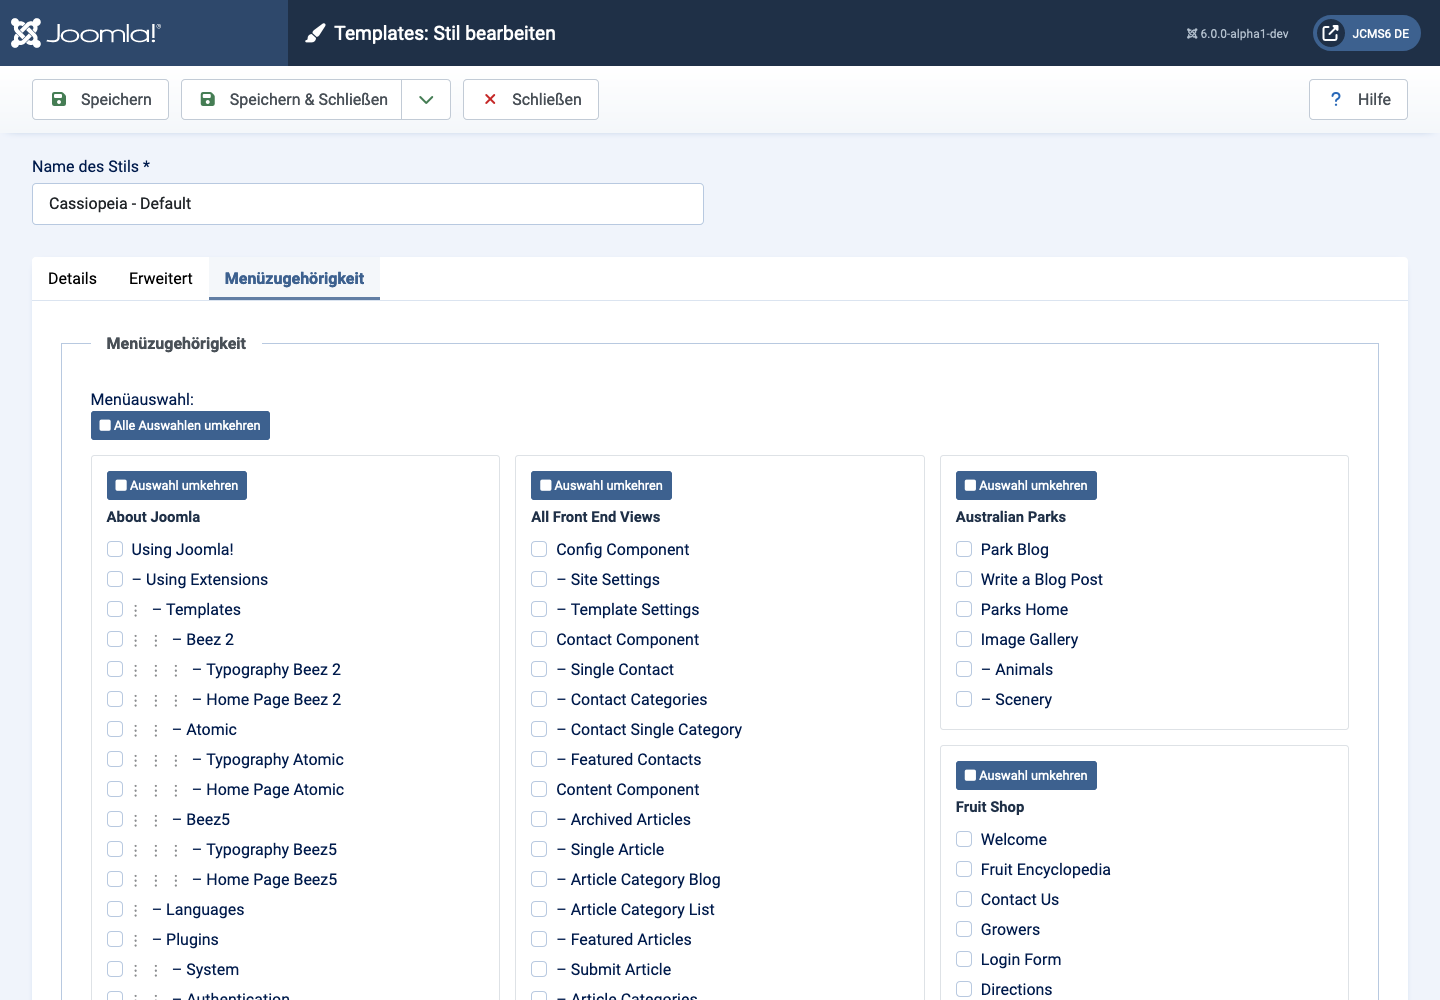 Joomla!®
Templates: Stil bearbeiten
6.0.0-alpha1-dev
JCMS6 DE
Speichern
Speichern & Schließen
Schließen
? Hilfe
Name des Stils *
Cassiopeia - Default
Details
Erweitert
Menüzugehörigkeit
Menüzugehörigkeit
Menüauswahl:
Alle Auswahlen umkehren
Auswahl umkehren
About Joomla
Using Joomla!
– Using Extensions
⋮ – Templates
⋮ ⋮ – Beez 2
⋮ ⋮ ⋮ – Typography Beez 2
⋮ ⋮ ⋮ – Home Page Beez 2
⋮ ⋮ – Atomic
⋮ ⋮ ⋮ – Typography Atomic
⋮ ⋮ ⋮ – Home Page Atomic
⋮ ⋮ – Beez5
⋮ ⋮ ⋮ – Typography Beez5
⋮ ⋮ ⋮ – Home Page Beez5
⋮ – Languages
⋮ – Plugins
⋮ ⋮ – System
⋮ ⋮ – Authentication
Auswahl umkehren
All Front End Views
Config Component
– Site Settings
– Template Settings
Contact Component
– Single Contact
– Contact Categories
– Contact Single Category
– Featured Contacts
Content Component
– Archived Articles
– Single Article
– Article Category Blog
– Article Category List
– Featured Articles
– Submit Article
– Article Categories
Auswahl umkehren
Australian Parks
Park Blog
Write a Blog Post
Parks Home
Image Gallery
– Animals
– Scenery
Auswahl umkehren
Fruit Shop
Welcome
Fruit Encyclopedia
Contact Us
Growers
Login Form
Directions